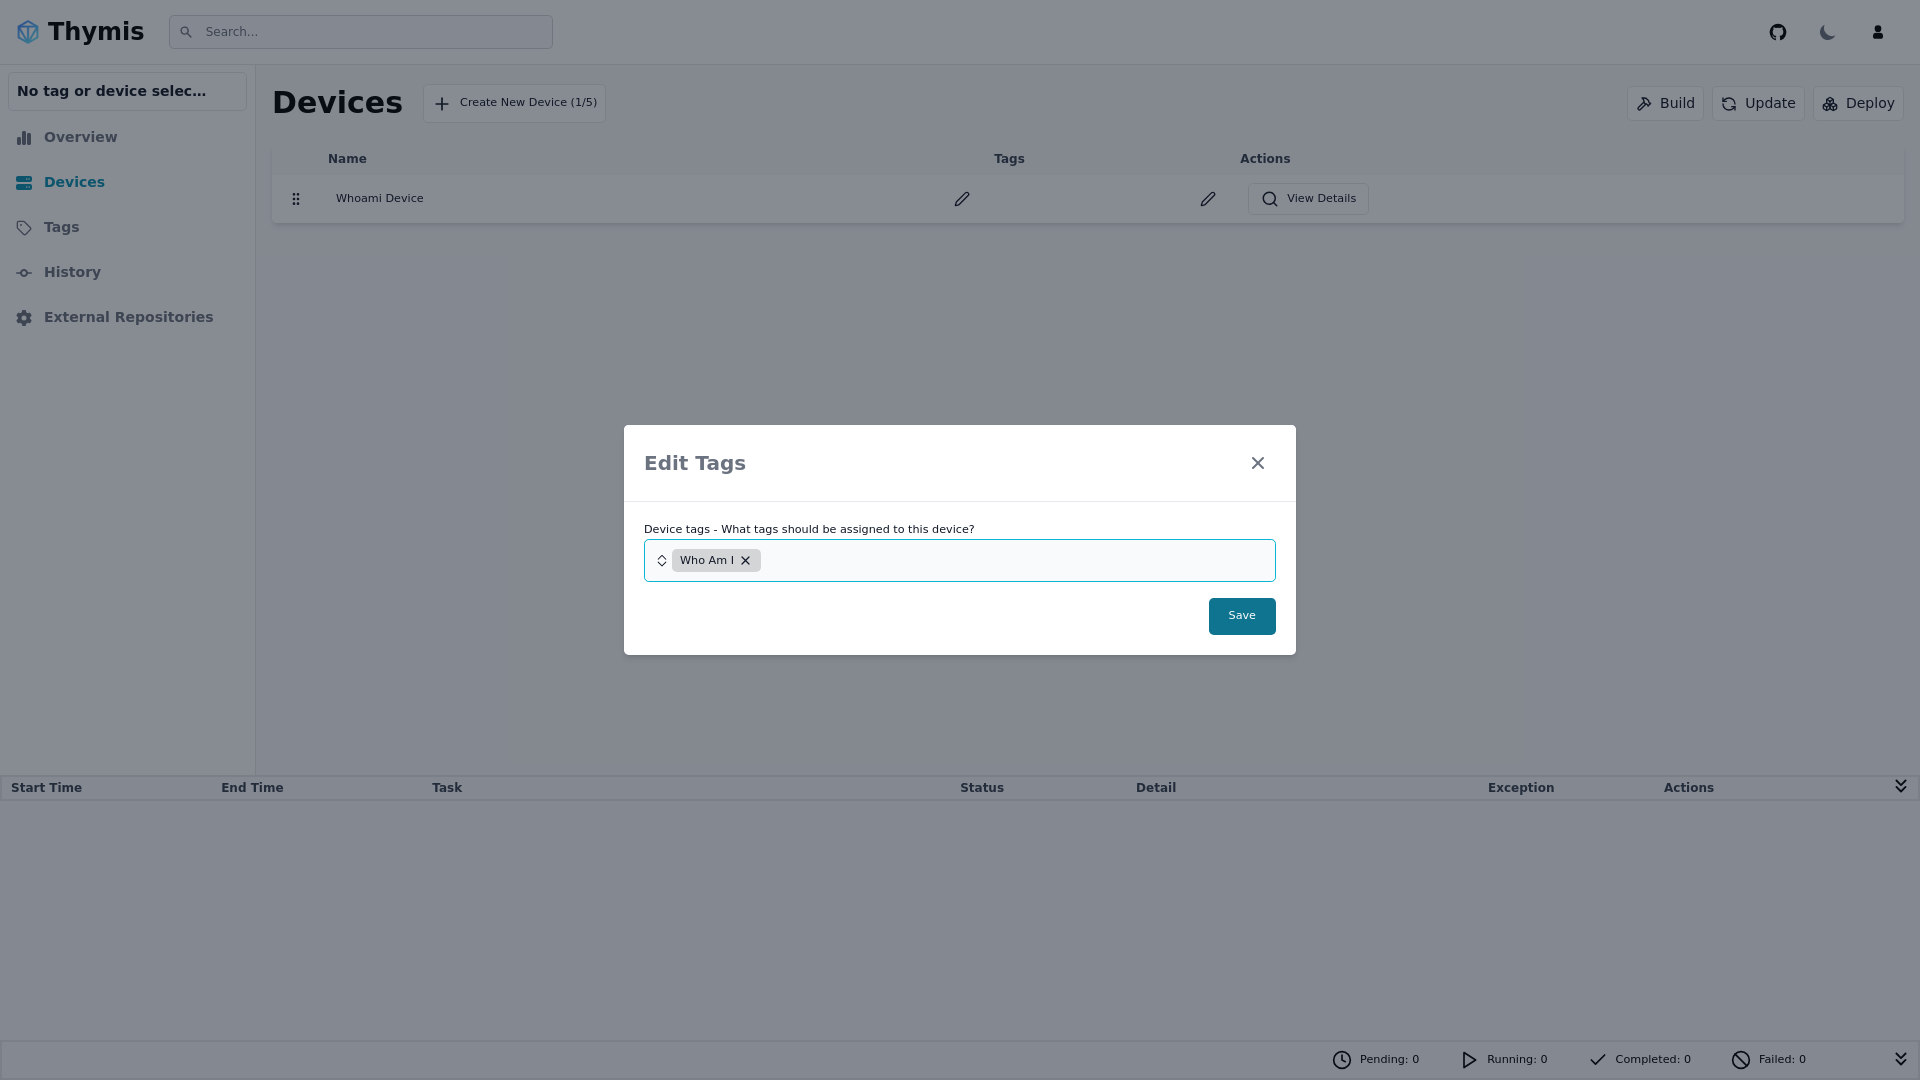 Thymis
Search...
No tag or device selec...
Overview
Devices
Tags
History
External Repositories
Devices
Create New Device (1/5)
Build
Update
Deploy
Name Tags Actions
Whoami Device
View Details
Edit Tags
Device tags - What tags should be assigned to this device?
Who Am I
Save
Start Time End Time Task Status Detail Exception Actions
Pending: 0 Running: 0 Completed: 0 Failed: 0